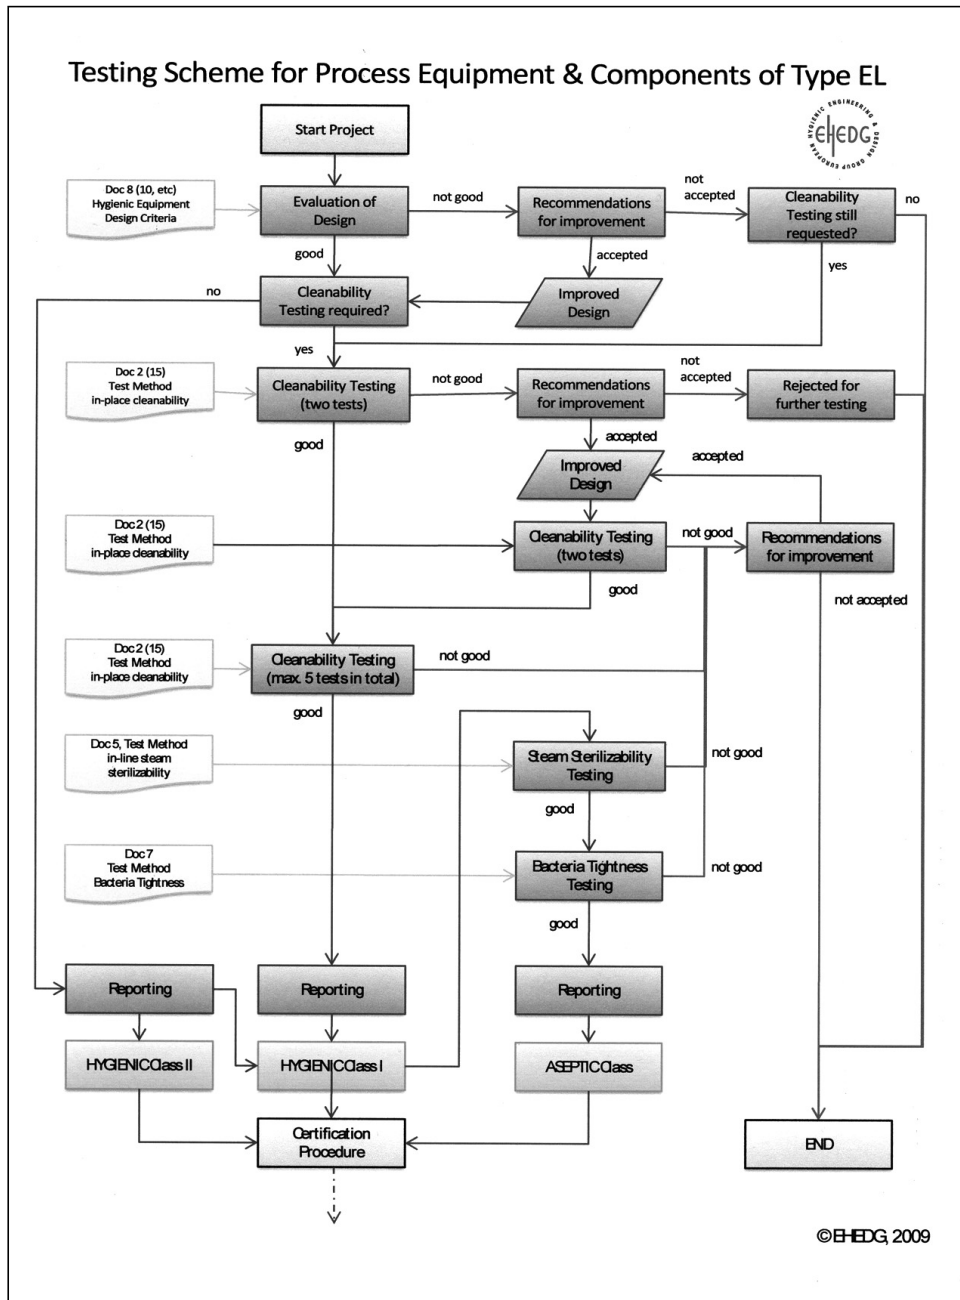 Testing Scheme for Process Equipment & Components of Type EL
EUROPEAN HYGIENIC ENGINEERING & DESIGN GROUP
EHEDG
Start Project
Doc 8 (10, etc)
Hygienic Equipment
Design Criteria
Evaluation of
Design
not good
Recommendations
for improvement
not
accepted
Cleanability
Testing still
requested?
no
good
accepted
yes
no
Cleanability
Testing required?
Improved
Design
yes
Doc 2 (15)
Test Method
in-place cleanability
Cleanability Testing
(two tests)
not good
Recommendations
for improvement
not
accepted
Rejected for
further testing
good
accepted
Improved
Design
accepted
Doc 2 (15)
Test Method
in-place cleanability
Cleanability Testing
(two tests)
not good
Recommendations
for improvement
good
not accepted
Doc 2 (15)
Test Method
in-place cleanability
Cleanability Testing
(max. 5 tests in total)
not good
good
Doc 5, Test Method
in-line steam
sterilizability
Steam Sterilizability
Testing
not good
good
Doc 7
Test Method
Bacteria Tightness
Bacteria Tightness
Testing
not good
good
Reporting
Reporting
Reporting
HYGIENIC Class II
HYGIENIC Class I
ASEPTIC Class
Certification
Procedure
END
© EHEDG, 2009